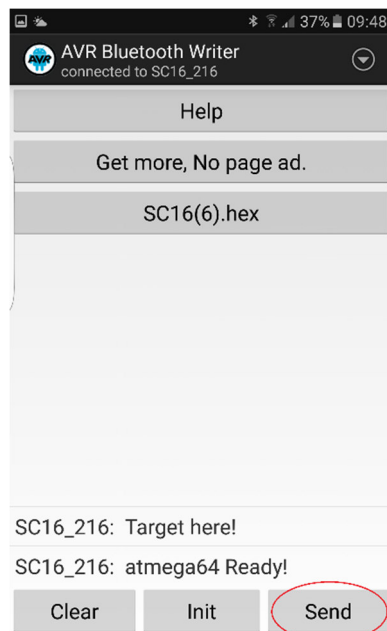 37% 09:48
AVR
AVR Bluetooth Writer
connected to SC16_216
Help
Get more, No page ad.
SC16(6).hex
SC16_216: Target here!
SC16_216: atmega64 Ready!
Clear Init Send